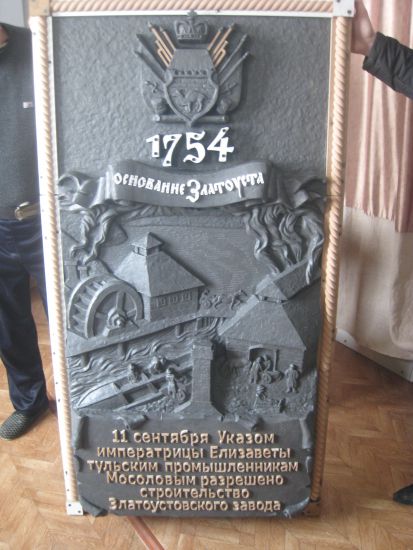 1754
основание Златоуста
11 сентября Указом
императрицы Елизаветы
тульским промышленникам
Мосоловым разрешено
строительство
Златоустовского завода